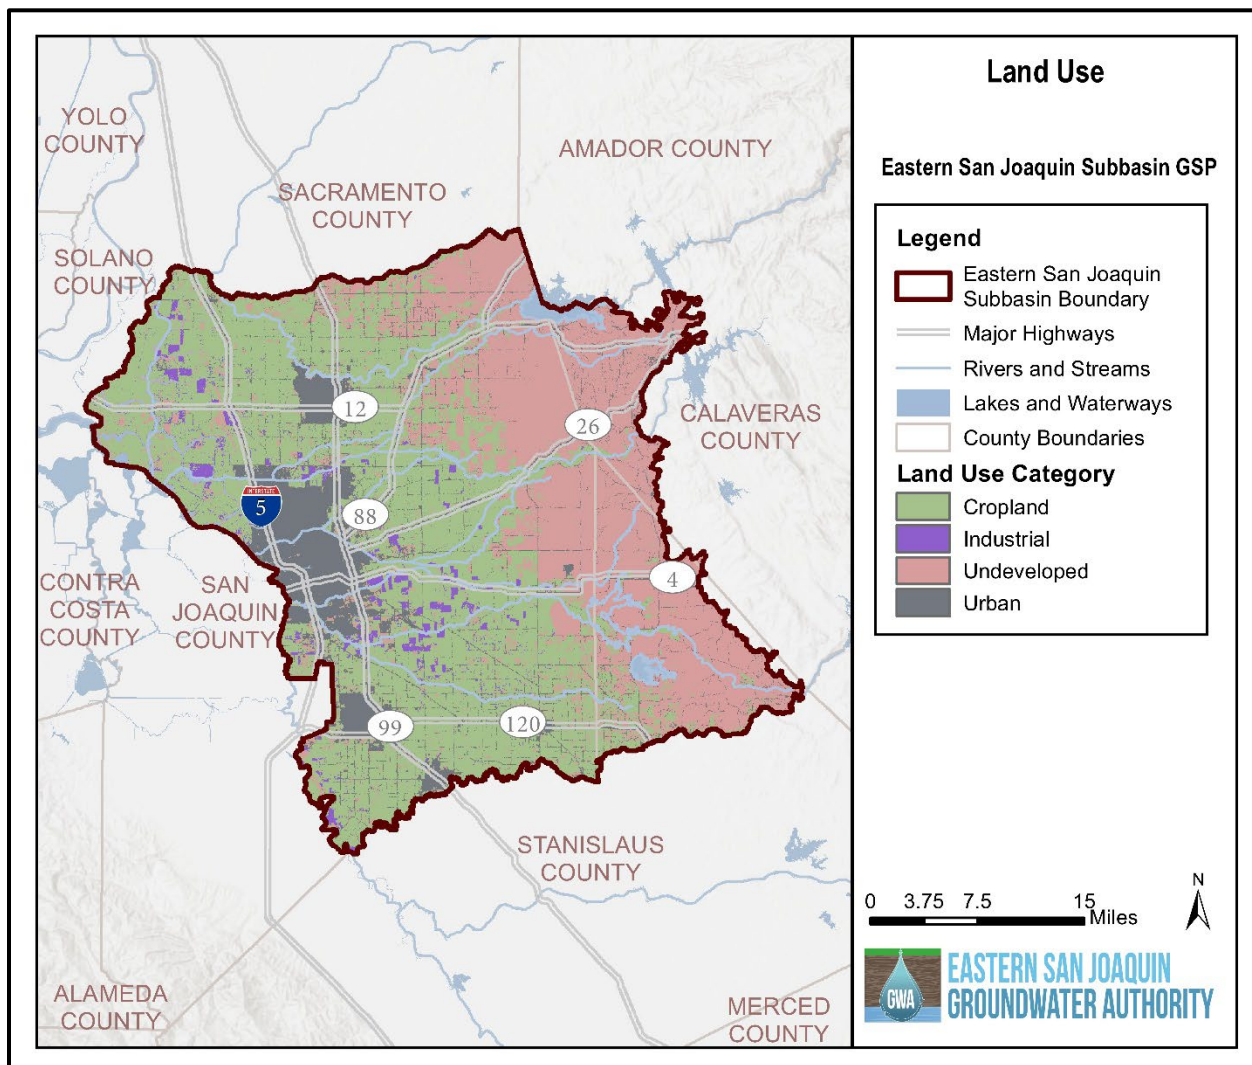 Land Use
Eastern San Joaquin Subbasin GSP
Legend
Eastern San Joaquin
Subbasin Boundary
Major Highways
Rivers and Streams
Lakes and Waterways
County Boundaries
Land Use Category
Cropland
Industrial
Undeveloped
Urban
YOLO
COUNTY
AMADOR COUNTY
SACRAMENTO
COUNTY
SOLANO
COUNTY
12
26
CALAVERAS
COUNTY
INTERSTATE
5
88
CONTRA
COSTA
COUNTY
SAN
JOAQUIN
COUNTY
4
99
120
STANISLAUS
COUNTY
ALAMEDA
COUNTY
MERCED
COUNTY
N
0 3.75 7.5 15
Miles
GWA
EASTERN SAN JOAQUIN
GROUNDWATER AUTHORITY